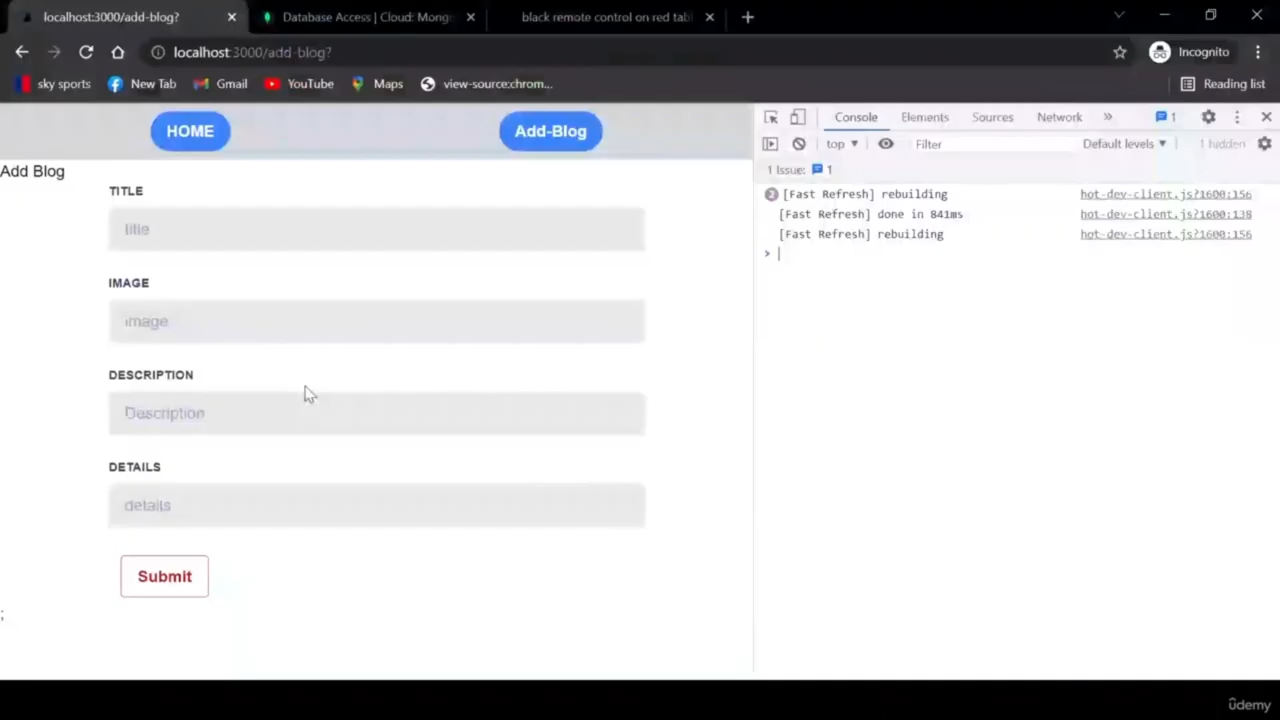 localhost:3000/add-blog?
Database Access | Cloud: Mong
black remote control on red tabl
localhost:3000/add-blog?
Incognito
sky sports
New Tab
Gmail
YouTube
Maps
view-source:chrom...
Reading list
HOME
Add-Blog
Console
Elements
Sources
Network
1
top
Filter
Default levels
1 hidden
1 Issue:
1
Add Blog
TITLE
title
IMAGE
image
DESCRIPTION
Description
DETAILS
details
Submit
;
2 [Fast Refresh] rebuilding hot-dev-client.js?1600:156
[Fast Refresh] done in 841ms hot-dev-client.js?1600:138
[Fast Refresh] rebuilding hot-dev-client.js?1600:156
ûdemy